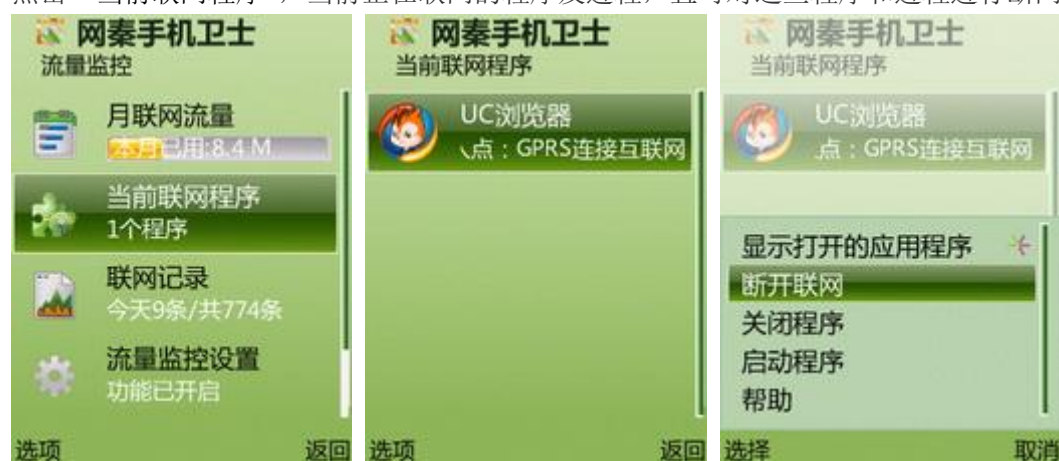 网秦手机卫士
流量监控
月联网流量
本月已用:8.4 M
当前联网程序
1个程序
联网记录
今天9条/共774条
流量监控设置
功能已开启
选项
返回
网秦手机卫士
当前联网程序
UC浏览器
点：GPRS连接互联网
选项
返回
网秦手机卫士
当前联网程序
UC浏览器
点：GPRS连接互联网
显示打开的应用程序
断开联网
关闭程序
启动程序
帮助
选择
取消